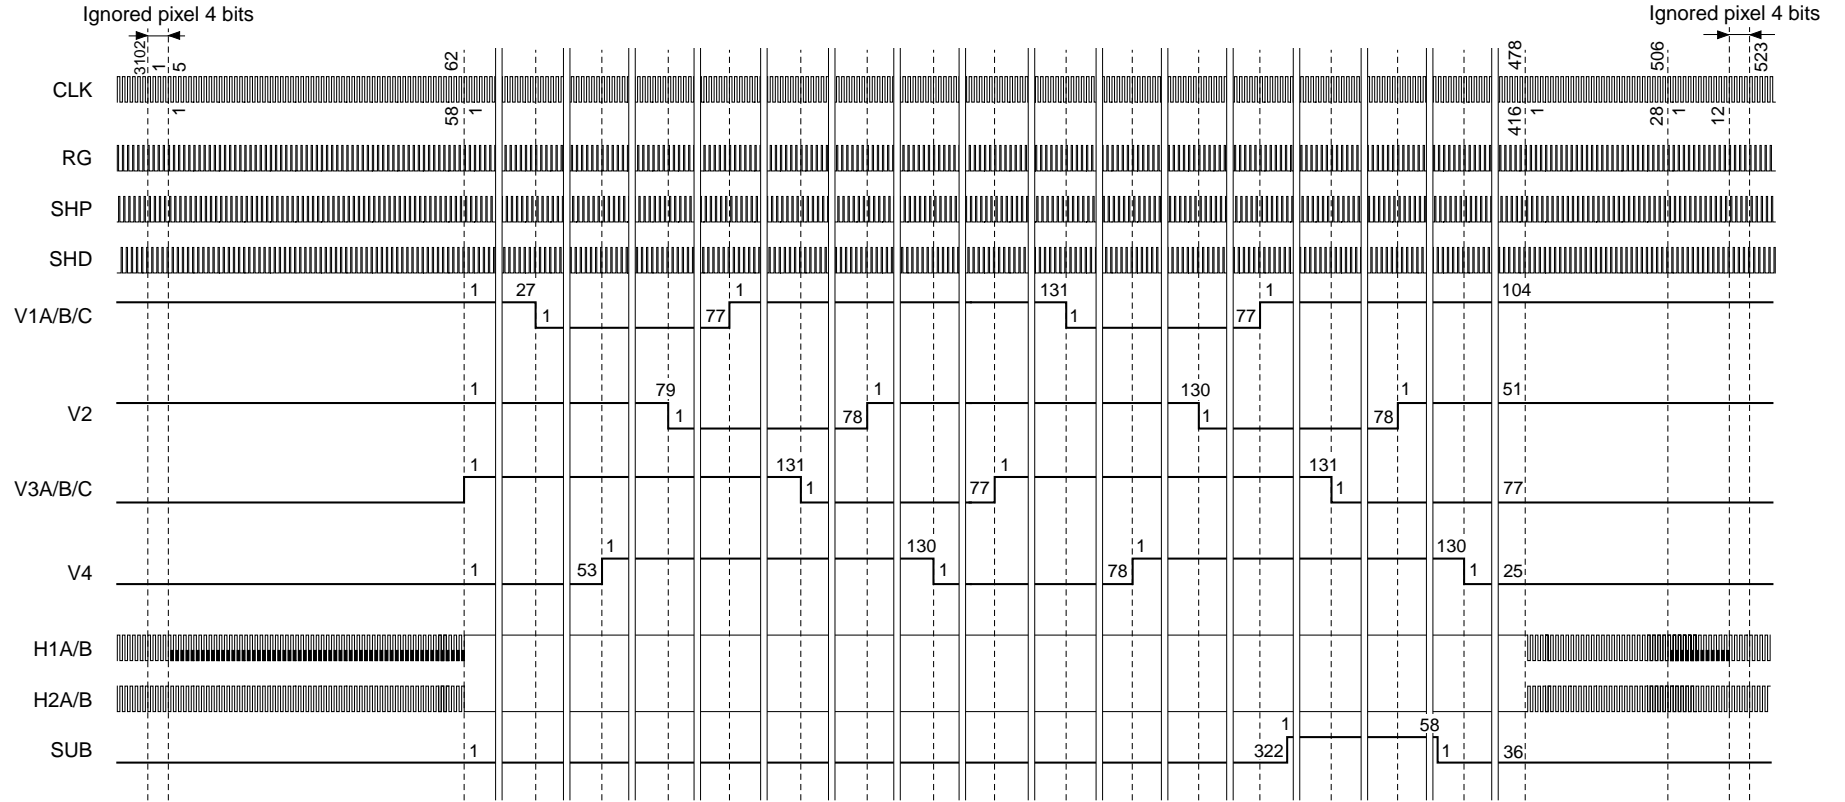 Ignored pixel 4 bits Ignored pixel 4 bits
3102 1 5 62 478 506 523
CLK
1 58 1 416 1 28 1 12
RG
SHP
SHD
1 27 1 131 1 104
V1A/B/C 1 77 1 77
1 79 1 130 1 51
V2 1 78 1 78
1 131 1 131
V3A/B/C 1 77 1 77
1 130 1 130
V4 1 53 1 78 1 25
H1A/B
H2A/B
1 58
SUB 1 322 1 36